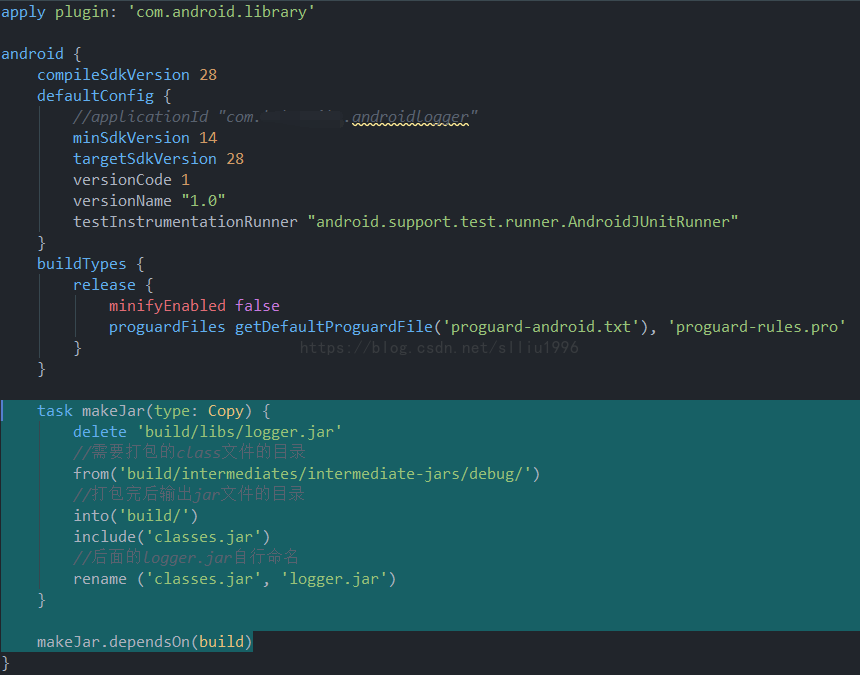 apply plugin: 'com.android.library'
android {
compileSdkVersion 28
defaultConfig {
//applicationId "com. .androidlogger"
minSdkVersion 14
targetSdkVersion 28
versionCode 1
versionName "1.0"
testInstrumentationRunner "android.support.test.runner.AndroidJUnitRunner"
}
buildTypes {
release {
minifyEnabled false
proguardFiles getDefaultProguardFile('proguard-android.txt'), 'proguard-rules.pro'
}
https://blog.csdn.net/slliu1996
}
task makeJar(type: Copy) {
delete 'build/libs/logger.jar'
//需要打包的class文件的目录
from('build/intermediates/intermediate-jars/debug/')
//打包完后输出jar文件的目录
into('build/')
include('classes.jar')
//后面的logger.jar自行命名
rename ('classes.jar', 'logger.jar')
}
makeJar.dependsOn(build)
}